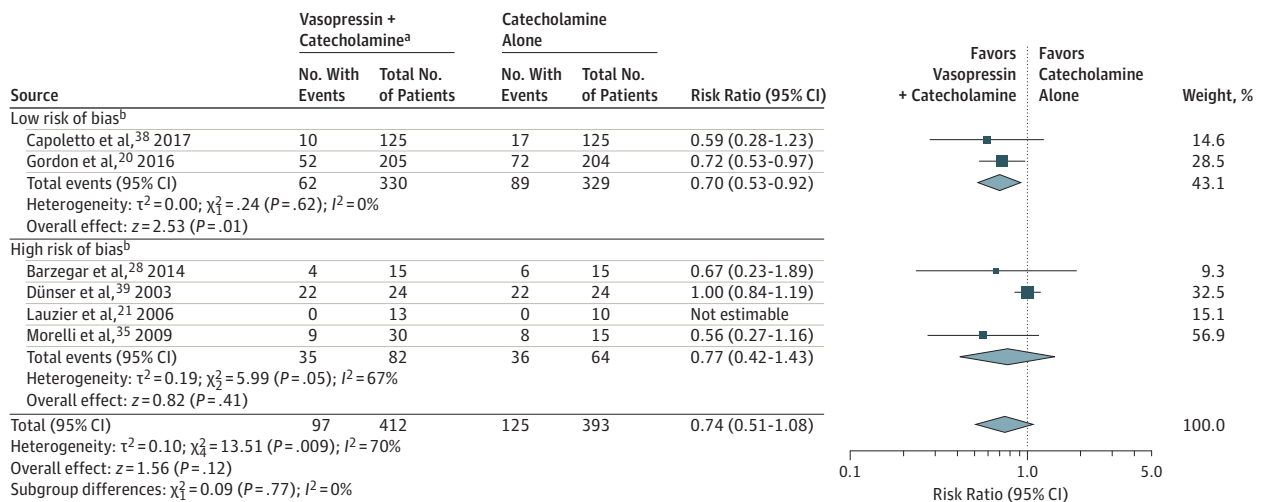 Vasopressin + Catecholamine Catecholaminea Alone Favors Favors
No. With Total No. No. With Total No. Vasopressin Catecholamine
Source Events of Patients Events of Patients Risk Ratio (95% CI) + Catecholamine Alone Weight, %
Low risk of biasb
Capoletto et al,38 2017 10 125 17 125 0.59 (0.28-1.23) 14.6
Gordon et al,20 2016 52 205 72 204 0.72 (0.53-0.97) 28.5
Total events (95% CI) 62 330 89 329 0.70 (0.53-0.92) 43.1
Heterogeneity: τ2 = 0.00; χ21 = .24 (P = .62); I2 = 0%
Overall effect: z = 2.53 (P = .01)
High risk of biasb
Barzegar et al,28 2014 4 15 6 15 0.67 (0.23-1.89) 9.3
Dünser et al,39 2003 22 24 22 24 1.00 (0.84-1.19) 32.5
Lauzier et al,21 2006 0 13 0 10 Not estimable 15.1
Morelli et al,35 2009 9 30 8 15 0.56 (0.27-1.16) 56.9
Total events (95% CI) 35 82 36 64 0.77 (0.42-1.43)
Heterogeneity: τ2 = 0.19; χ22 = 5.99 (P = .05); I2 = 67%
Overall effect: z = 0.82 (P = .41)
Total (95% CI) 97 412 125 393 0.74 (0.51-1.08) 100.0
Heterogeneity: τ2 = 0.10; χ24 = 13.51 (P = .009); I2 = 70%
Overall effect: z = 1.56 (P = .12)
Subgroup differences: χ21 = 0.09 (P = .77); I2 = 0%
0.1 1.0 5.0
Risk Ratio (95% CI)